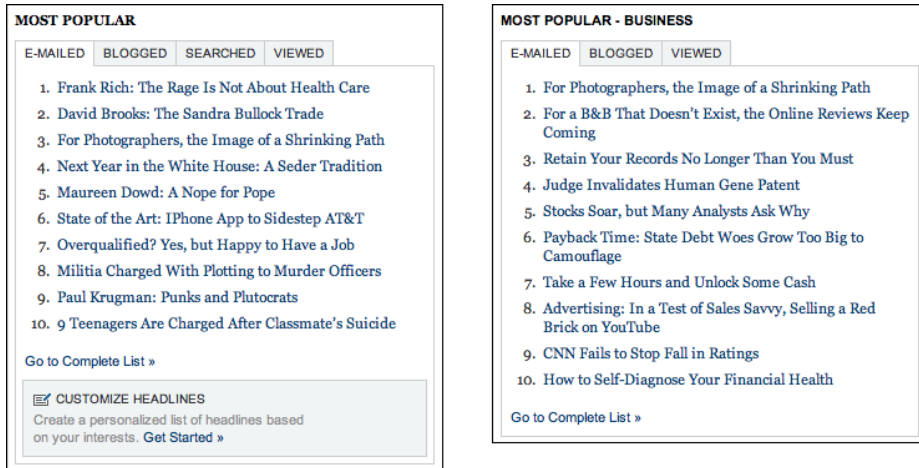 MOST POPULAR
E-MAILED BLOGGED SEARCHED VIEWED
1. Frank Rich: The Rage Is Not About Health Care
2. David Brooks: The Sandra Bullock Trade
3. For Photographers, the Image of a Shrinking Path
4. Next Year in the White House: A Seder Tradition
5. Maureen Dowd: A Nope for Pope
6. State of the Art: IPhone App to Sidestep AT&T
7. Overqualified? Yes, but Happy to Have a Job
8. Militia Charged With Plotting to Murder Officers
9. Paul Krugman: Punks and Plutocrats
10. 9 Teenagers Are Charged After Classmate's Suicide
Go to Complete List »
CUSTOMIZE HEADLINES
Create a personalized list of headlines based
on your interests. Get Started »
MOST POPULAR - BUSINESS
E-MAILED BLOGGED VIEWED
1. For Photographers, the Image of a Shrinking Path
2. For a B&B That Doesn't Exist, the Online Reviews Keep
Coming
3. Retain Your Records No Longer Than You Must
4. Judge Invalidates Human Gene Patent
5. Stocks Soar, but Many Analysts Ask Why
6. Payback Time: State Debt Woes Grow Too Big to
Camouflage
7. Take a Few Hours and Unlock Some Cash
8. Advertising: In a Test of Sales Savvy, Selling a Red
Brick on YouTube
9. CNN Fails to Stop Fall in Ratings
10. How to Self-Diagnose Your Financial Health
Go to Complete List »